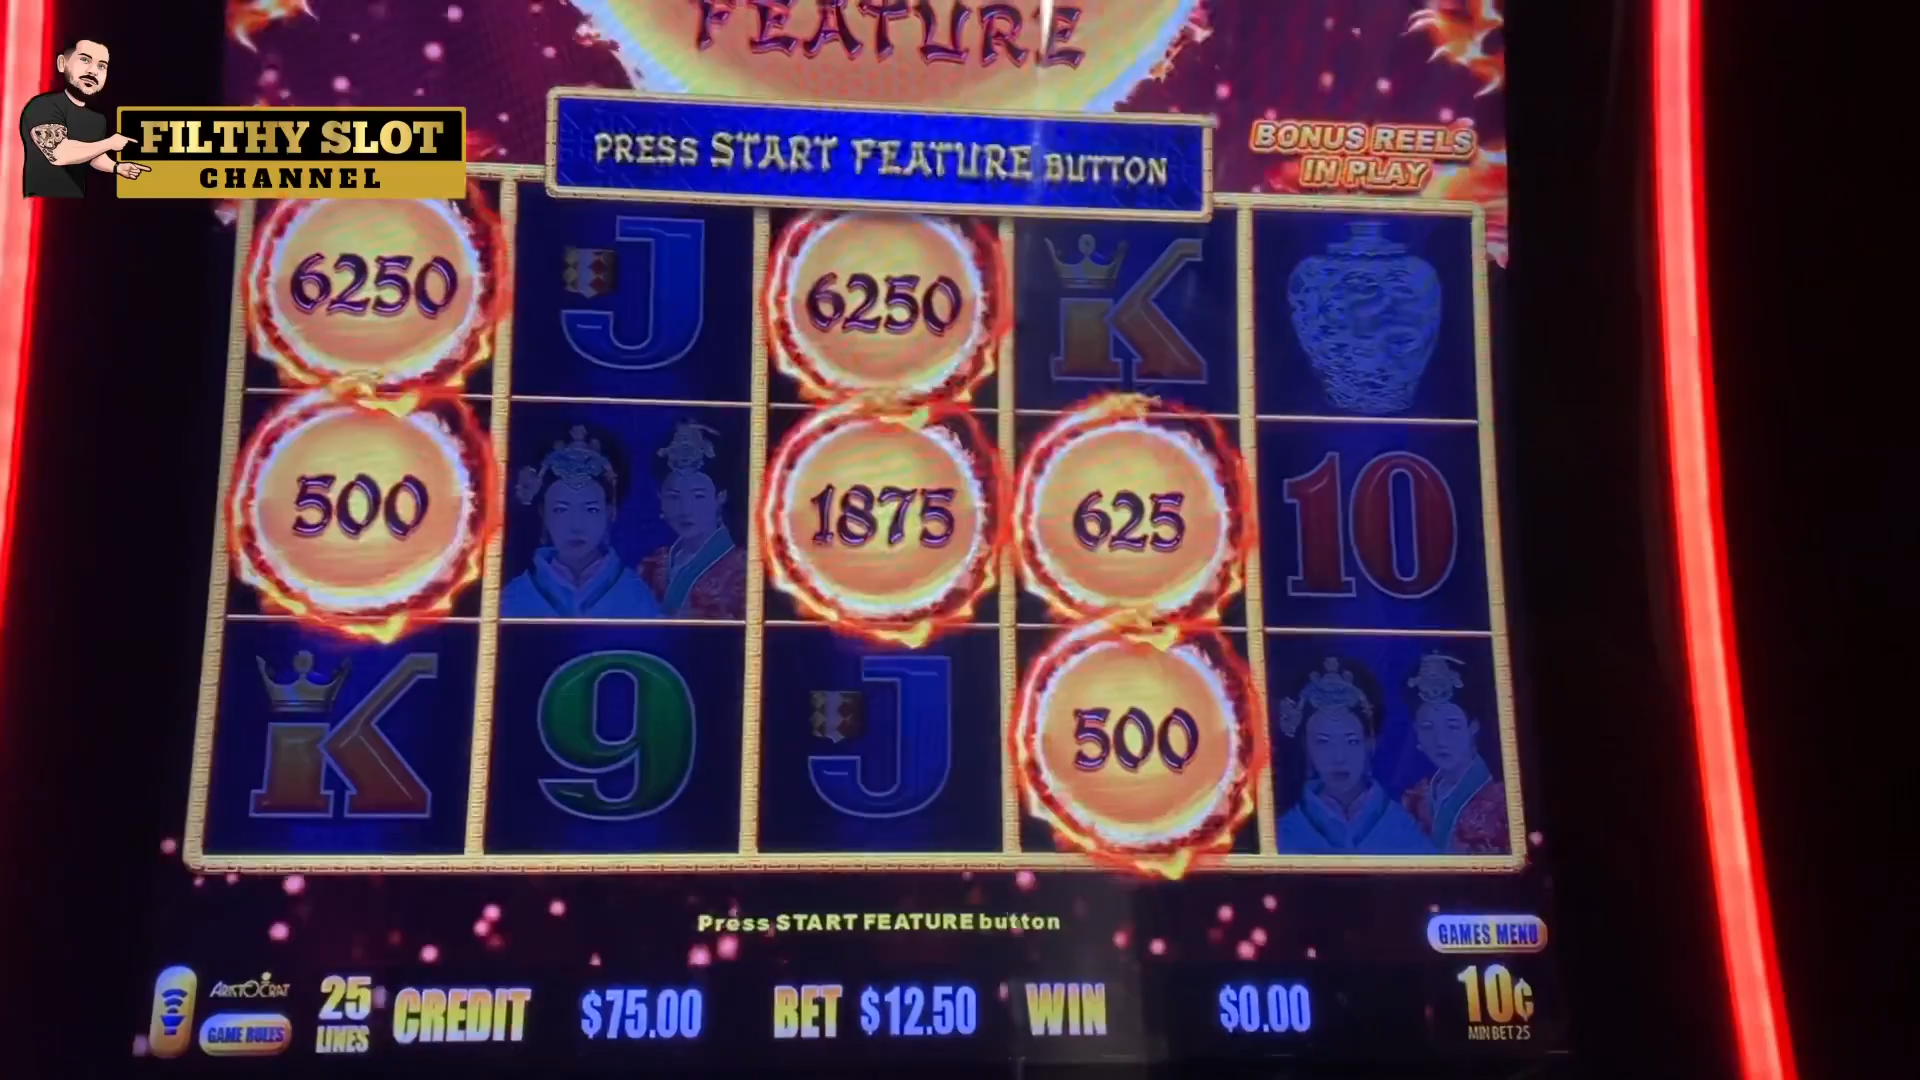 FEATURE
FILTHY SLOT
CHANNEL
PRESS START FEATURE BUTTON
BONUS REELS
IN PLAY
6250
J
6250
K
500
1875
625
10
K
9
J
500
Press START FEATURE button
GAMES MENU
ARISTOCRAT
GAME RULES
25
LINES
CREDIT
$75.00
BET
$12.50
WIN
$0.00
10¢
MIN BET 25